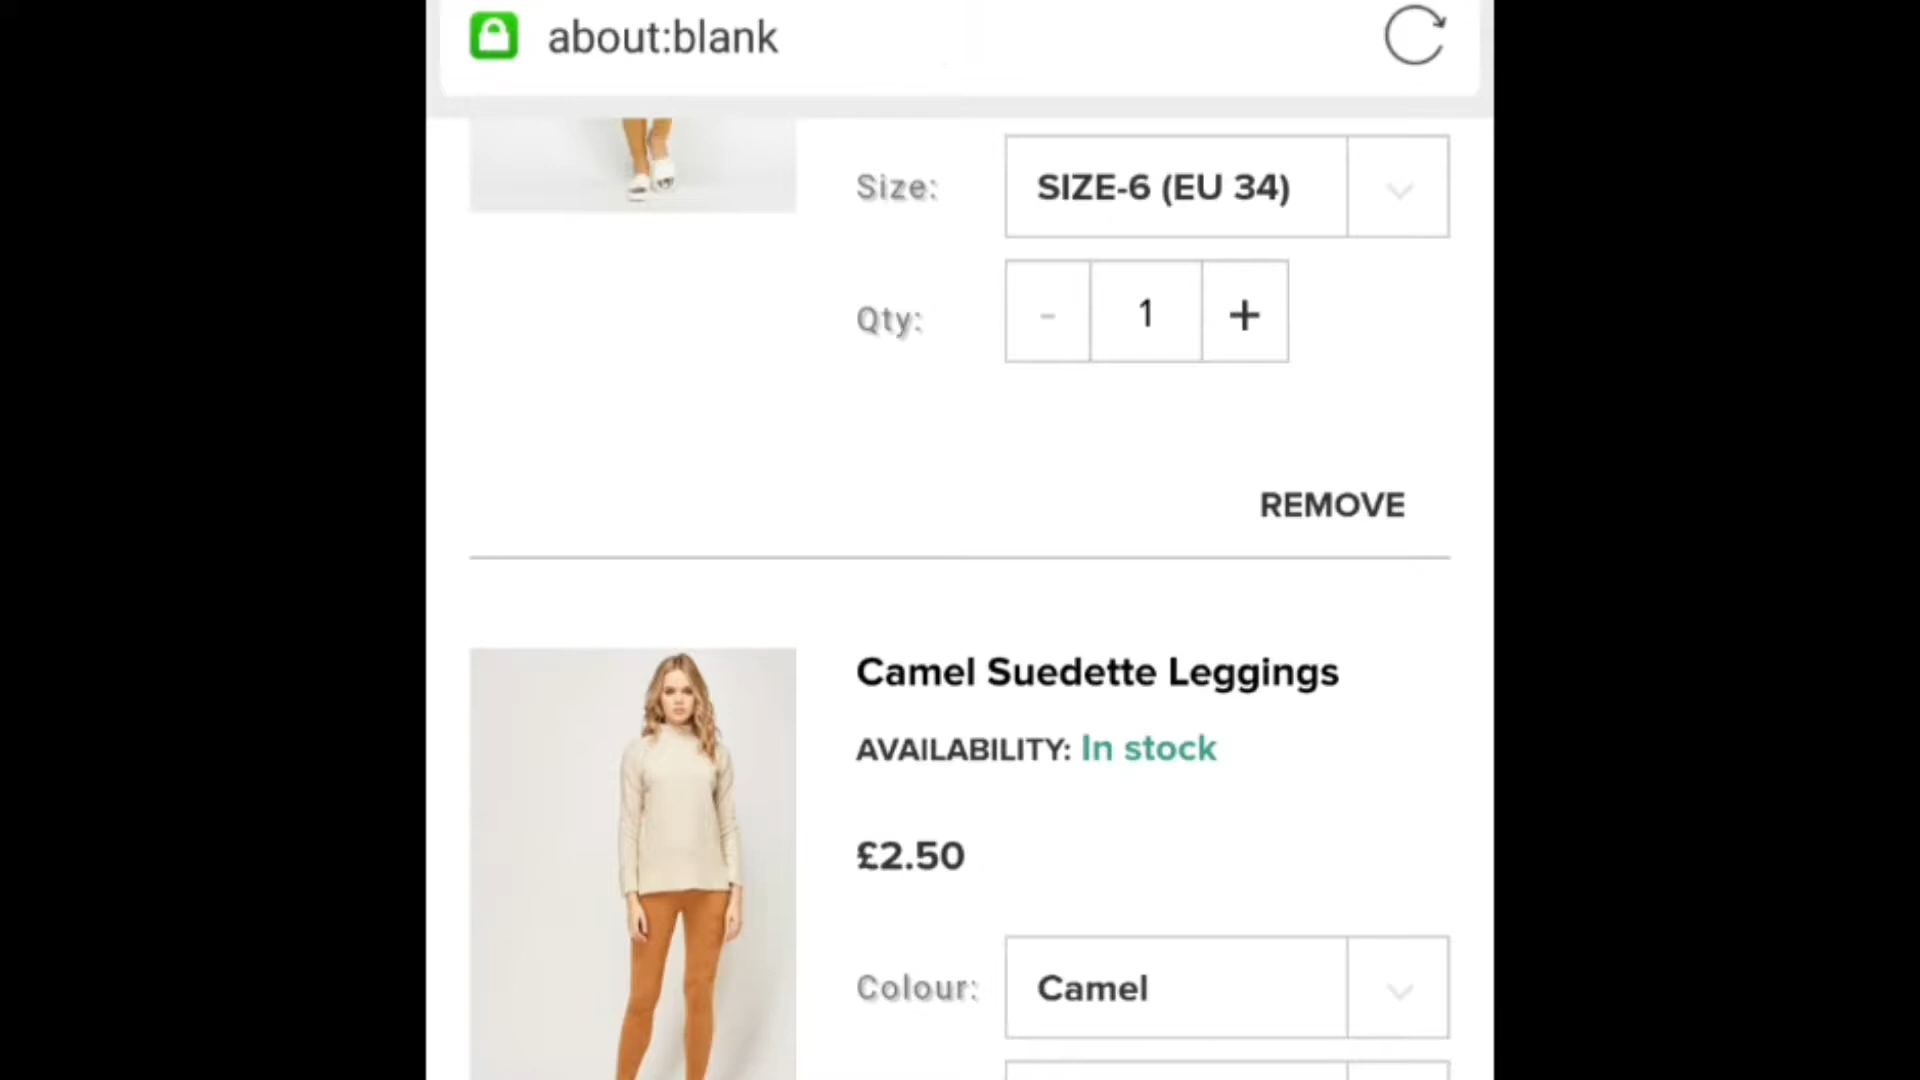 about:blank
Size: SIZE-6 (EU 34)
Qty: - 1 +
REMOVE
Camel Suedette Leggings
AVAILABILITY: In stock
£2.50
Colour: Camel